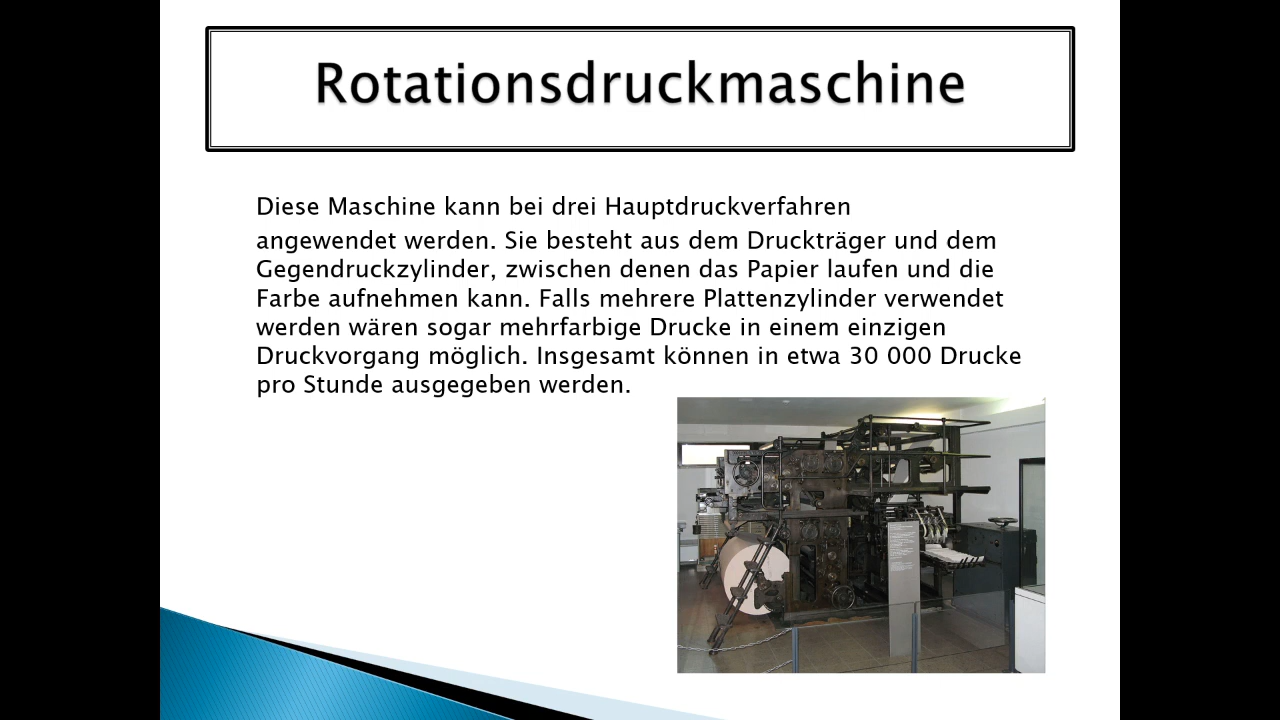 Rotationsdruckmaschine
Diese Maschine kann bei drei Hauptdruckverfahren
angewendet werden. Sie besteht aus dem Druckträger und dem
Gegendruckzylinder, zwischen denen das Papier laufen und die
Farbe aufnehmen kann. Falls mehrere Plattenzylinder verwendet
werden wären sogar mehrfarbige Drucke in einem einzigen
Druckvorgang möglich. Insgesamt können in etwa 30 000 Drucke
pro Stunde ausgegeben werden.